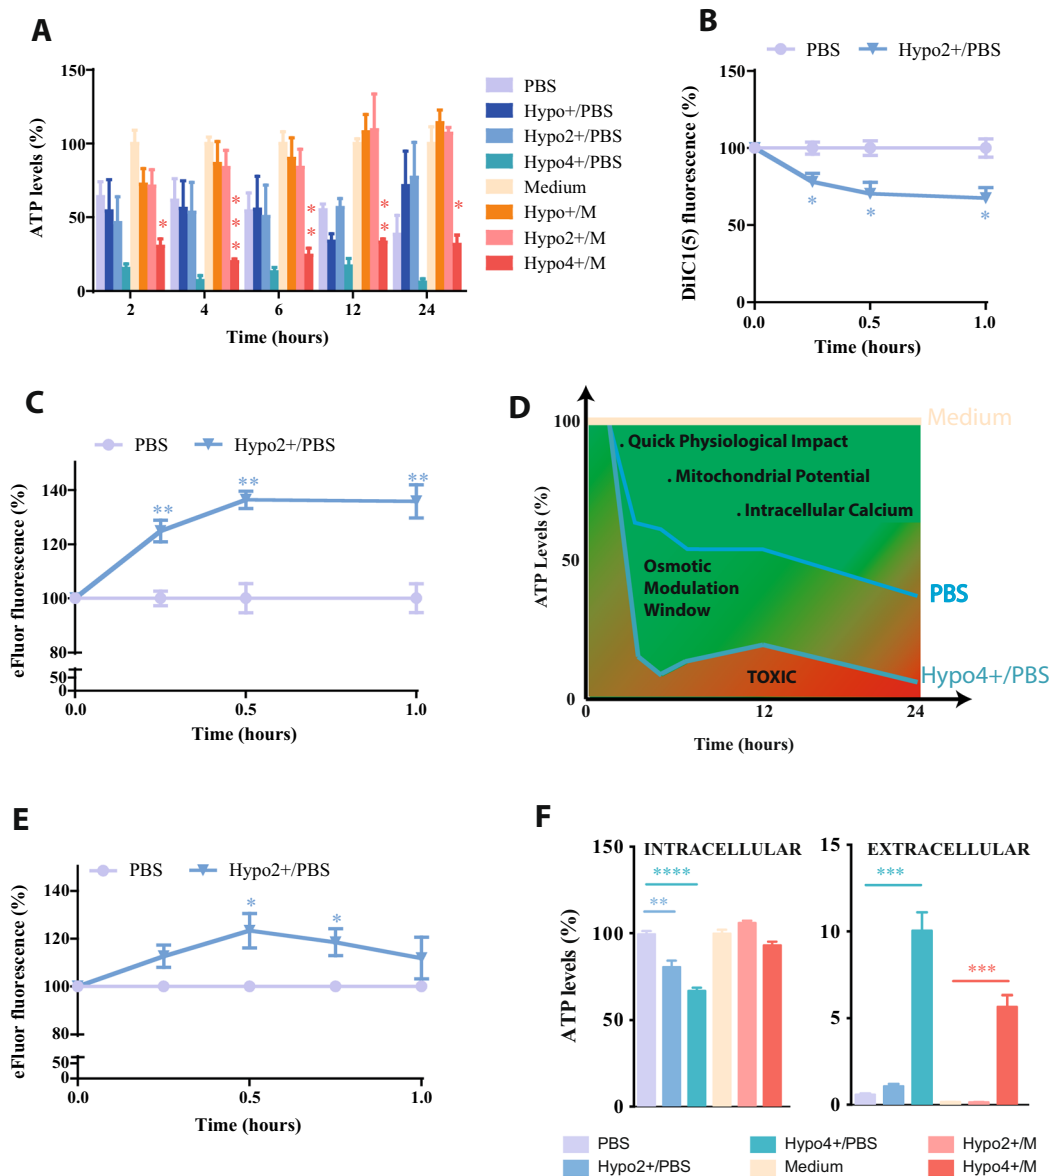 A
ATP levels (%)
150
100
50
0
2 4 6 12 24
Time (hours)
*
* * *
* *
* *
*
PBS
Hypo+/PBS
Hypo2+/PBS
Hypo4+/PBS
Medium
Hypo+/M
Hypo2+/M
Hypo4+/M
B
PBS Hypo2+/PBS
DiIC1(5) fluorescence (%)
150
100
50
0
* * *
0.0 0.5 1.0
Time (hours)
C
PBS Hypo2+/PBS
eFluor fluorescence (%)
140
120
100
80
50
0
** ** **
0.0 0.5 1.0
Time (hours)
D
ATP Levels (%)
100
50
0
Medium
. Quick Physiological Impact
. Mitochondrial Potential
. Intracellular Calcium
Osmotic
Modulation
Window
PBS
TOXIC
Hypo4+/PBS
0 12 24
Time (hours)
E
PBS Hypo2+/PBS
eFluor fluorescence (%)
140
120
100
80
50
0
* *
0.0 0.5 1.0
Time (hours)
F
ATP levels (%)
INTRACELLULAR
150
100
50
0
****
**
EXTRACELLULAR
15
10
5
0
***
***
PBS Hypo4+/PBS Hypo2+/M
Hypo2+/PBS Medium Hypo4+/M